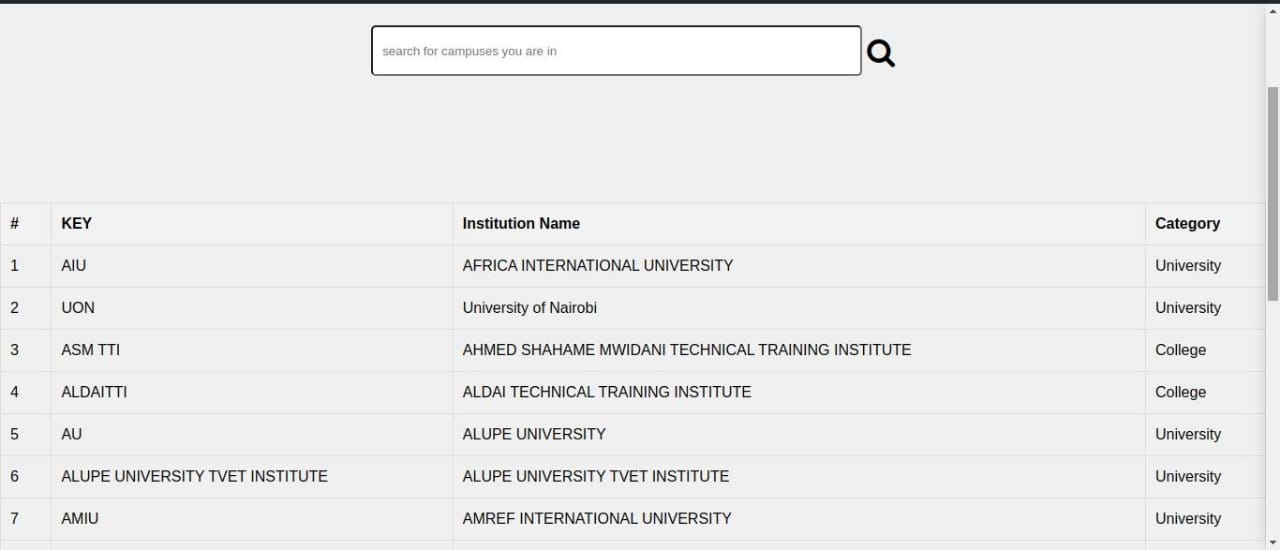 search for campuses you are in
# KEY Institution Name Category
1 AIU AFRICA INTERNATIONAL UNIVERSITY University
2 UON University of Nairobi University
3 ASM TTI AHMED SHAHAME MWIDANI TECHNICAL TRAINING INSTITUTE College
4 ALDAITTI ALDAI TECHNICAL TRAINING INSTITUTE College
5 AU ALUPE UNIVERSITY University
6 ALUPE UNIVERSITY TVET INSTITUTE ALUPE UNIVERSITY TVET INSTITUTE University
7 AMIU AMREF INTERNATIONAL UNIVERSITY University